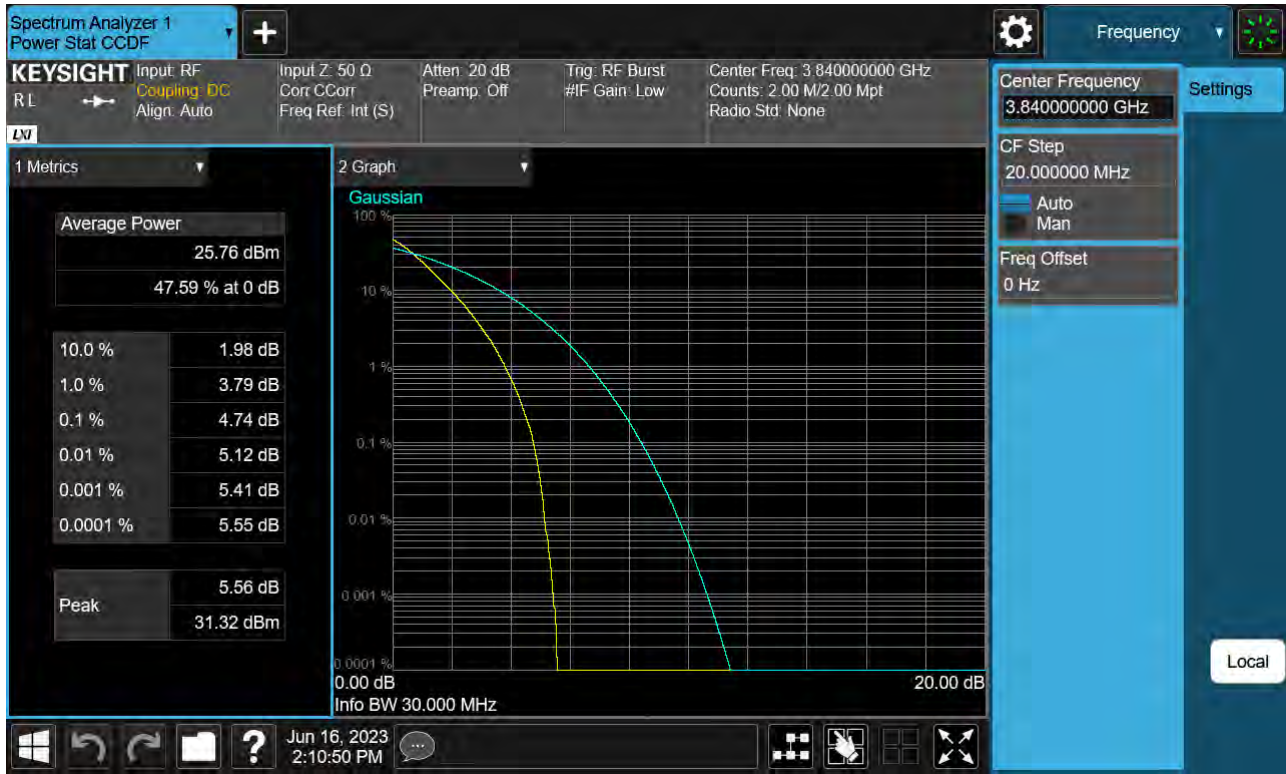 Spectrum Analyzer 1
Power Stat CCDF
Frequency
KEYSIGHT
RL
LXI
Input: RF
Coupling: DC
Align: Auto
Input Z: 50 Ω
Corr CCorr
Freq Ref: Int (S)
Atten: 20 dB
Preamp: Off
Trig: RF Burst
#IF Gain: Low
Center Freq: 3.840000000 GHz
Counts: 2.00 M/2.00 Mpt
Radio Std: None
Center Frequency
3.840000000 GHz
Settings
CF Step
20.000000 MHz
Auto
Man
Freq Offset
0 Hz
1 Metrics
Average Power
25.76 dBm
47.59 % at 0 dB
10.0 % 1.98 dB
1.0 % 3.79 dB
0.1 % 4.74 dB
0.01 % 5.12 dB
0.001 % 5.41 dB
0.0001 % 5.55 dB
Peak
5.56 dB
31.32 dBm
2 Graph
Gaussian
100 %
10 %
1 %
0.1 %
0.01 %
0.001 %
0.0001 %
0.00 dB 20.00 dB
Info BW 30.000 MHz
Local
?
Jun 16, 2023
2:10:50 PM